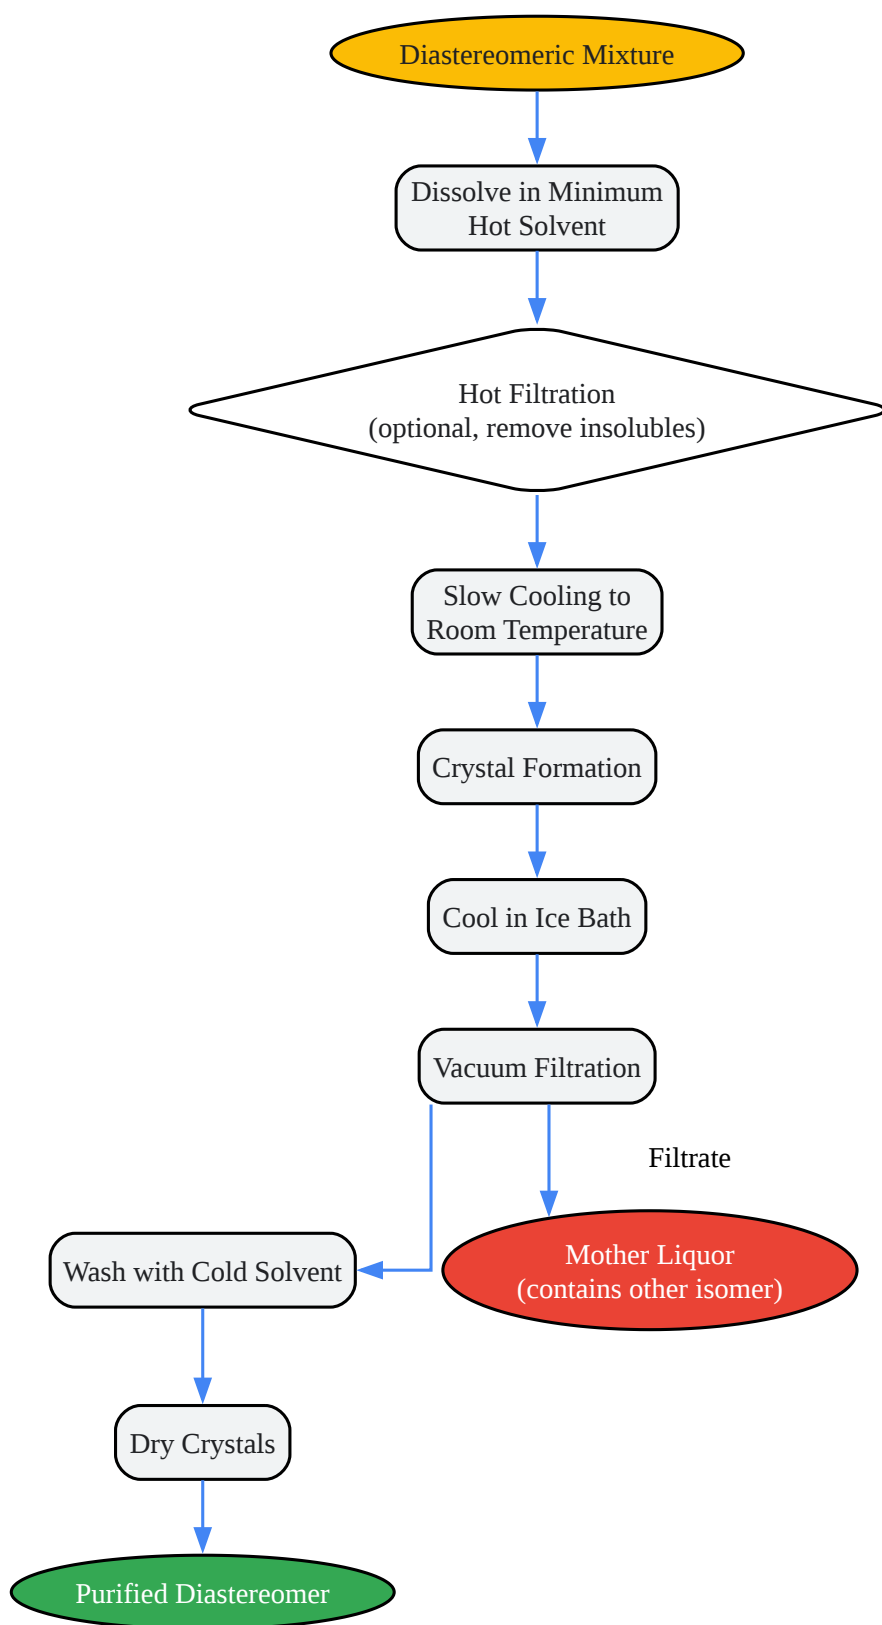 Diastereomeric Mixture
Dissolve in Minimum
Hot Solvent
Hot Filtration
(optional, remove insolubles)
Slow Cooling to
Room Temperature
Crystal Formation
Cool in Ice Bath
Vacuum Filtration
Filtrate
Wash with Cold Solvent
Mother Liquor
(contains other isomer)
Dry Crystals
Purified Diastereomer